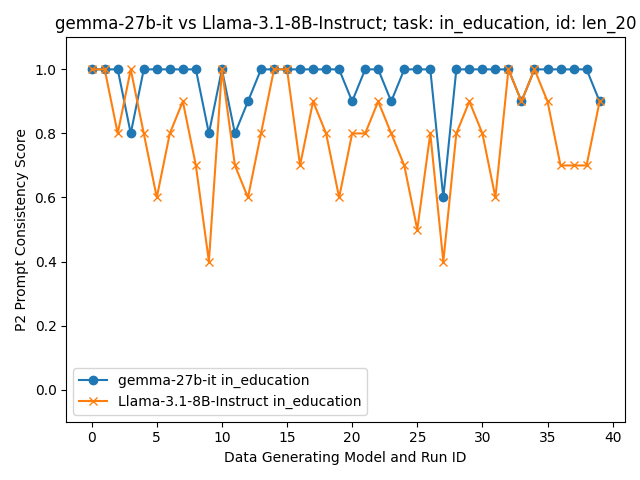 gemma-27b-it vs Llama-3.1-8B-Instruct; task: in_education, id: len_20
P2 Prompt Consistency Score
1.0
0.8
0.6
0.4
0.2
0.0
gemma-27b-it in_education
Llama-3.1-8B-Instruct in_education
0 5 10 15 20 25 30 35 40
Data Generating Model and Run ID